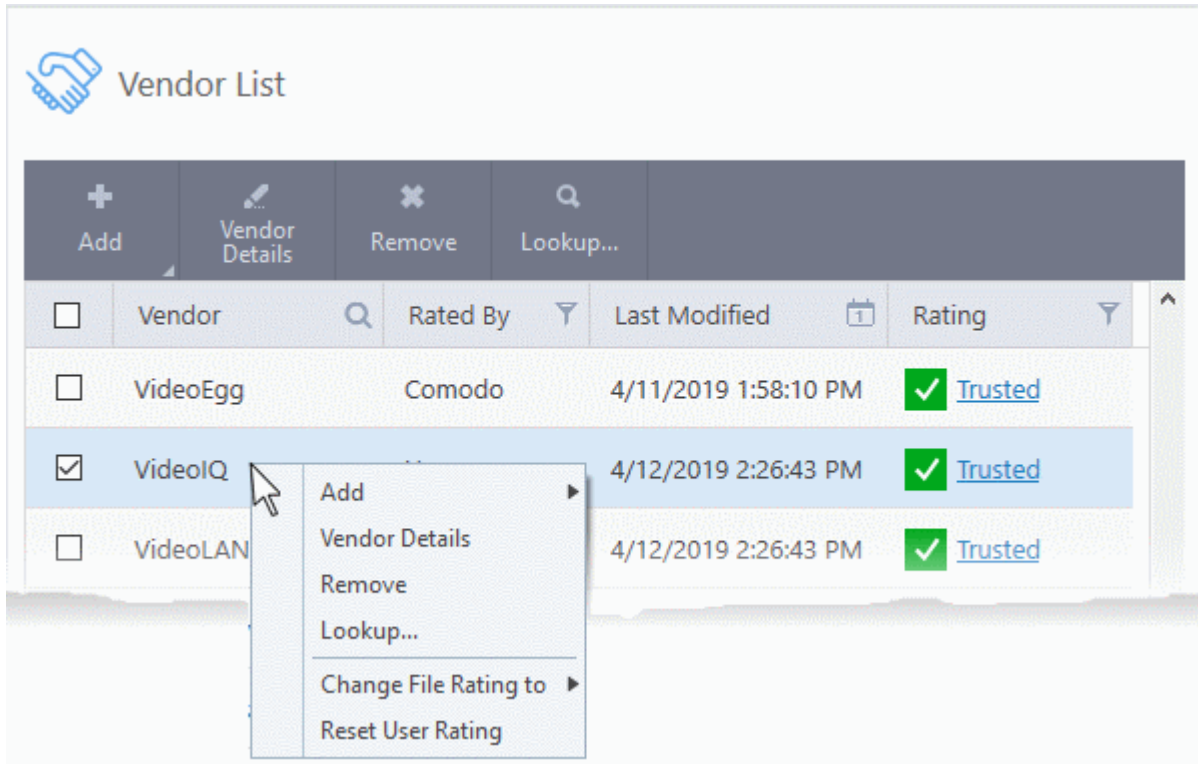 Vendor List
Add
Vendor
Details
Remove
Lookup...
Vendor Rated By Last Modified 1 Rating
VideoEgg Comodo 4/11/2019 1:58:10 PM Trusted
VideoIQ 4/12/2019 2:26:43 PM Trusted
VideoLAN 4/12/2019 2:26:43 PM Trusted
Add
Vendor Details
Remove
Lookup...
Change File Rating to
Reset User Rating